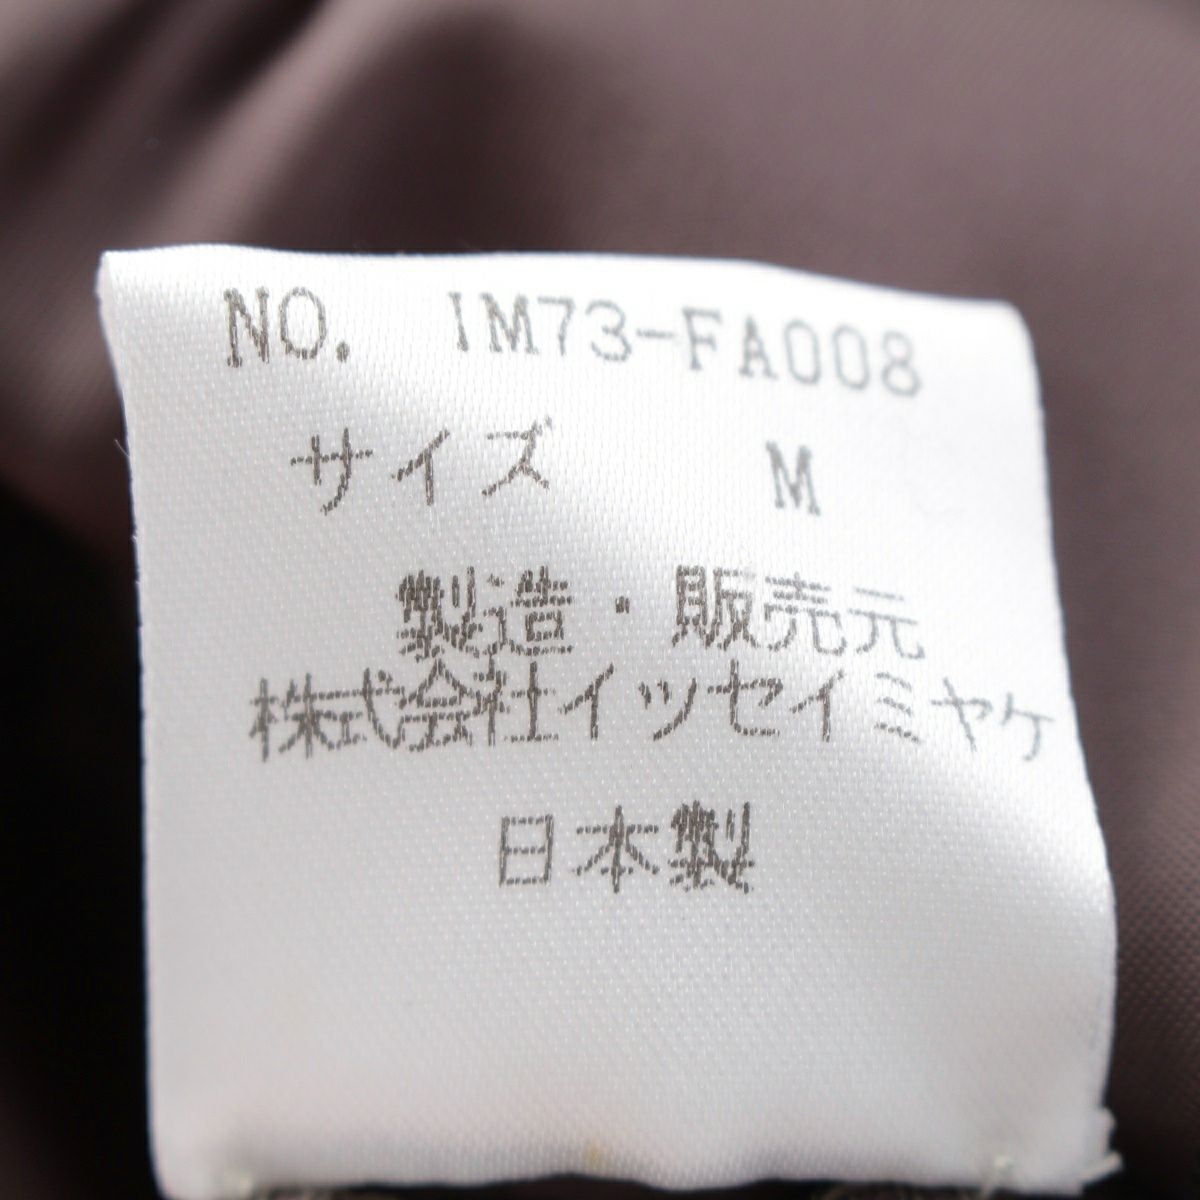 NO. IM73-FA008
サイズ M
製造・販売元
株式会社イッセイミヤケ
日本製